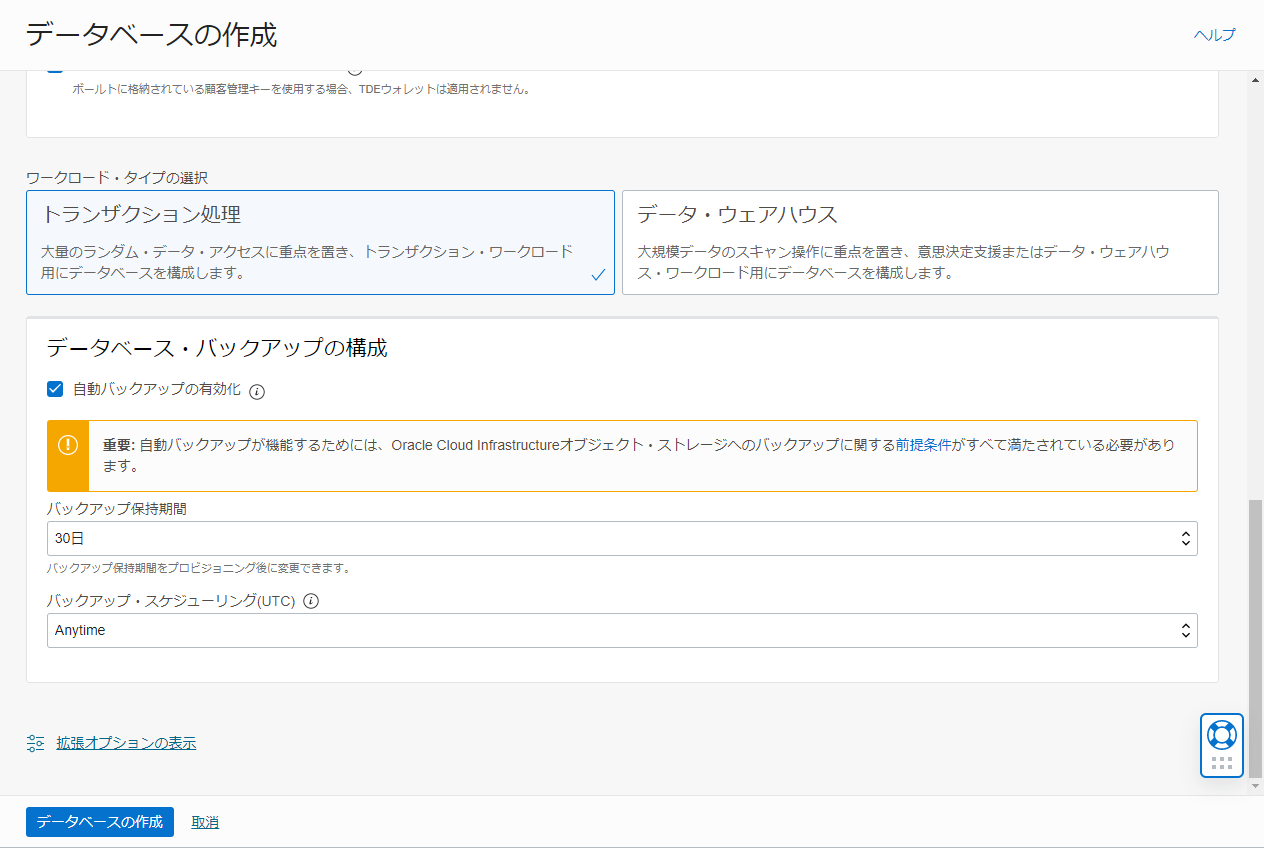 データベースの作成
ヘルプ
ボールトに格納されている顧客管理キーを使用する場合、TDEウォレットは適用されません。
ワークロード・タイプの選択
トランザクション処理
大量のランダム・データ・アクセスに重点を置き、トランザクション・ワークロード
用にデータベースを構成します。
データ・ウェアハウス
大規模データのスキャン操作に重点を置き、意思決定支援またはデータ・ウェアハウ
ス・ワークロード用にデータベースを構成します。
データベース・バックアップの構成
自動バックアップの有効化
重要: 自動バックアップが機能するためには、Oracle Cloud Infrastructureオブジェクト・ストレージへのバックアップに関する前提条件がすべて満たされている必要があり
ます。
バックアップ保持期間
30日
バックアップ保持期間をプロビジョニング後に変更できます。
バックアップ・スケジューリング(UTC)
Anytime
拡張オプションの表示
データベースの作成
取消